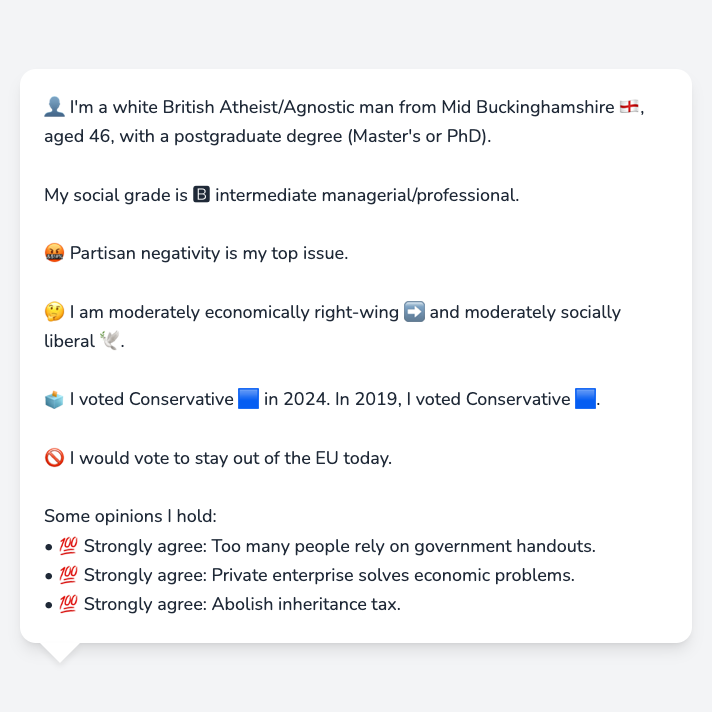 👤 I'm a white British Atheist/Agnostic man from Mid Buckinghamshire 🏴󠁧󠁢󠁥󠁮󠁧󠁿,
aged 46, with a postgraduate degree (Master's or PhD).
My social grade is 🅱 intermediate managerial/professional.
🤬 Partisan negativity is my top issue.
🤔 I am moderately economically right-wing ➡️ and moderately socially
liberal 🕊️.
🗳️ I voted Conservative 🟦 in 2024. In 2019, I voted Conservative 🟦.
🚫 I would vote to stay out of the EU today.
Some opinions I hold:
• 💯 Strongly agree: Too many people rely on government handouts.
• 💯 Strongly agree: Private enterprise solves economic problems.
• 💯 Strongly agree: Abolish inheritance tax.